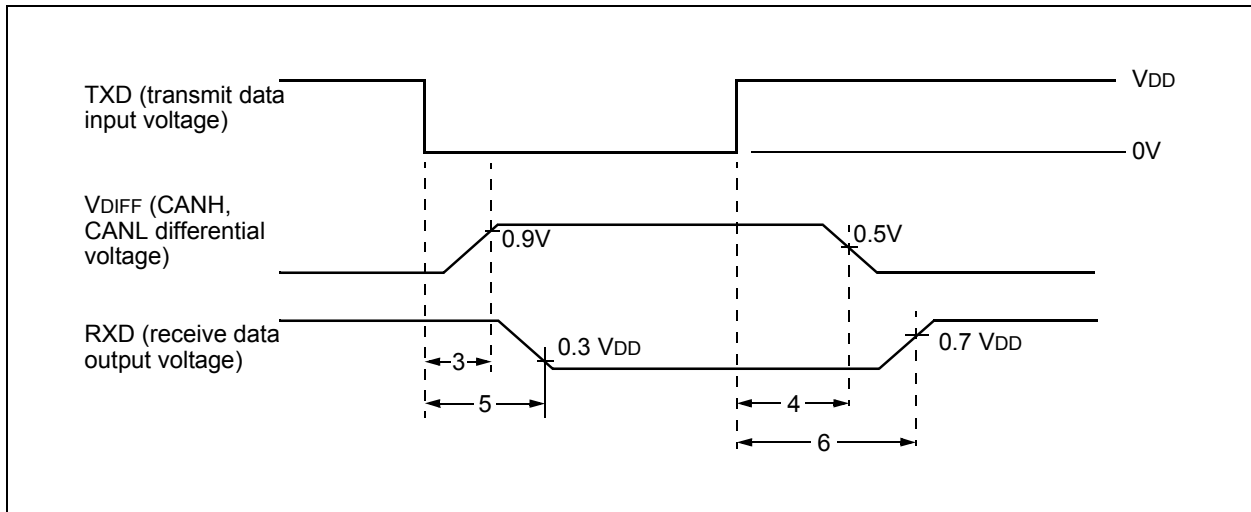 TXD (transmit data
input voltage)
VDD
0V
VDIFF (CANH,
CANL differential
voltage)
0.9V
0.5V
RXD (receive data
output voltage)
0.3 VDD
0.7 VDD
3
5
4
6